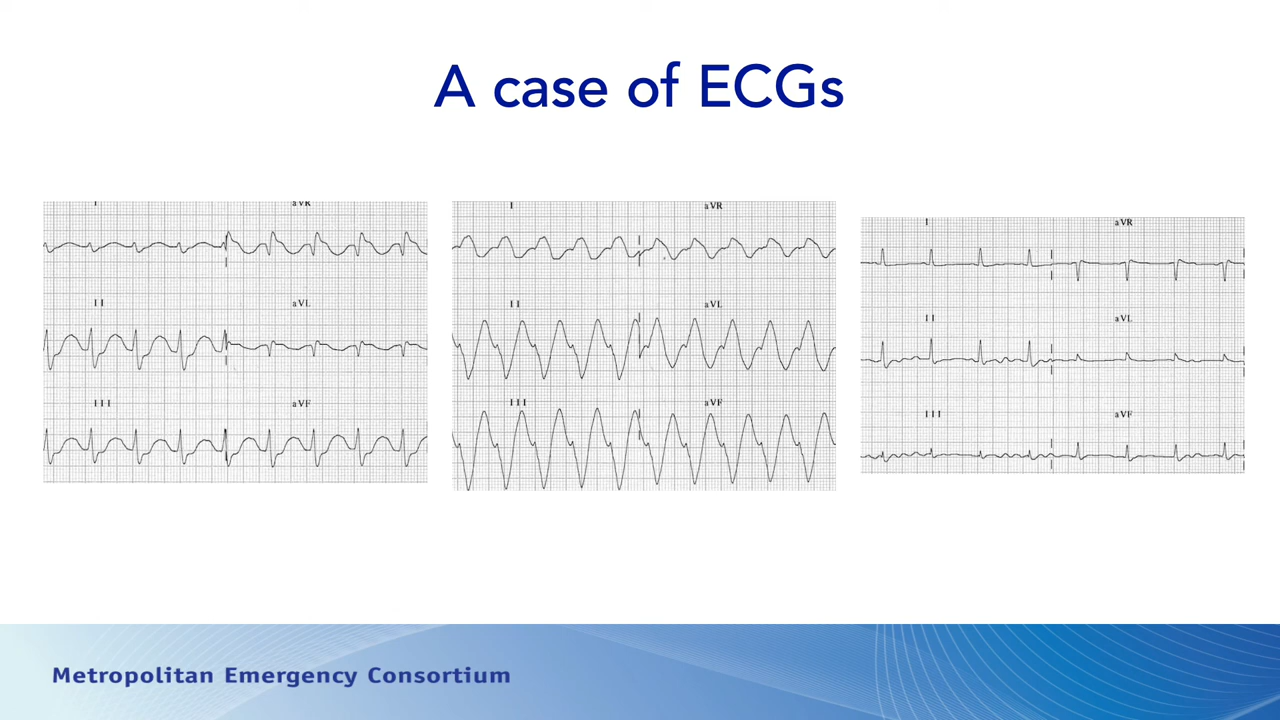 A case of ECGs
I aVR
II aVL
III aVF
I aVR
II aVL
III aVF
I aVR
II aVL
III aVF
Metropolitan Emergency Consortium